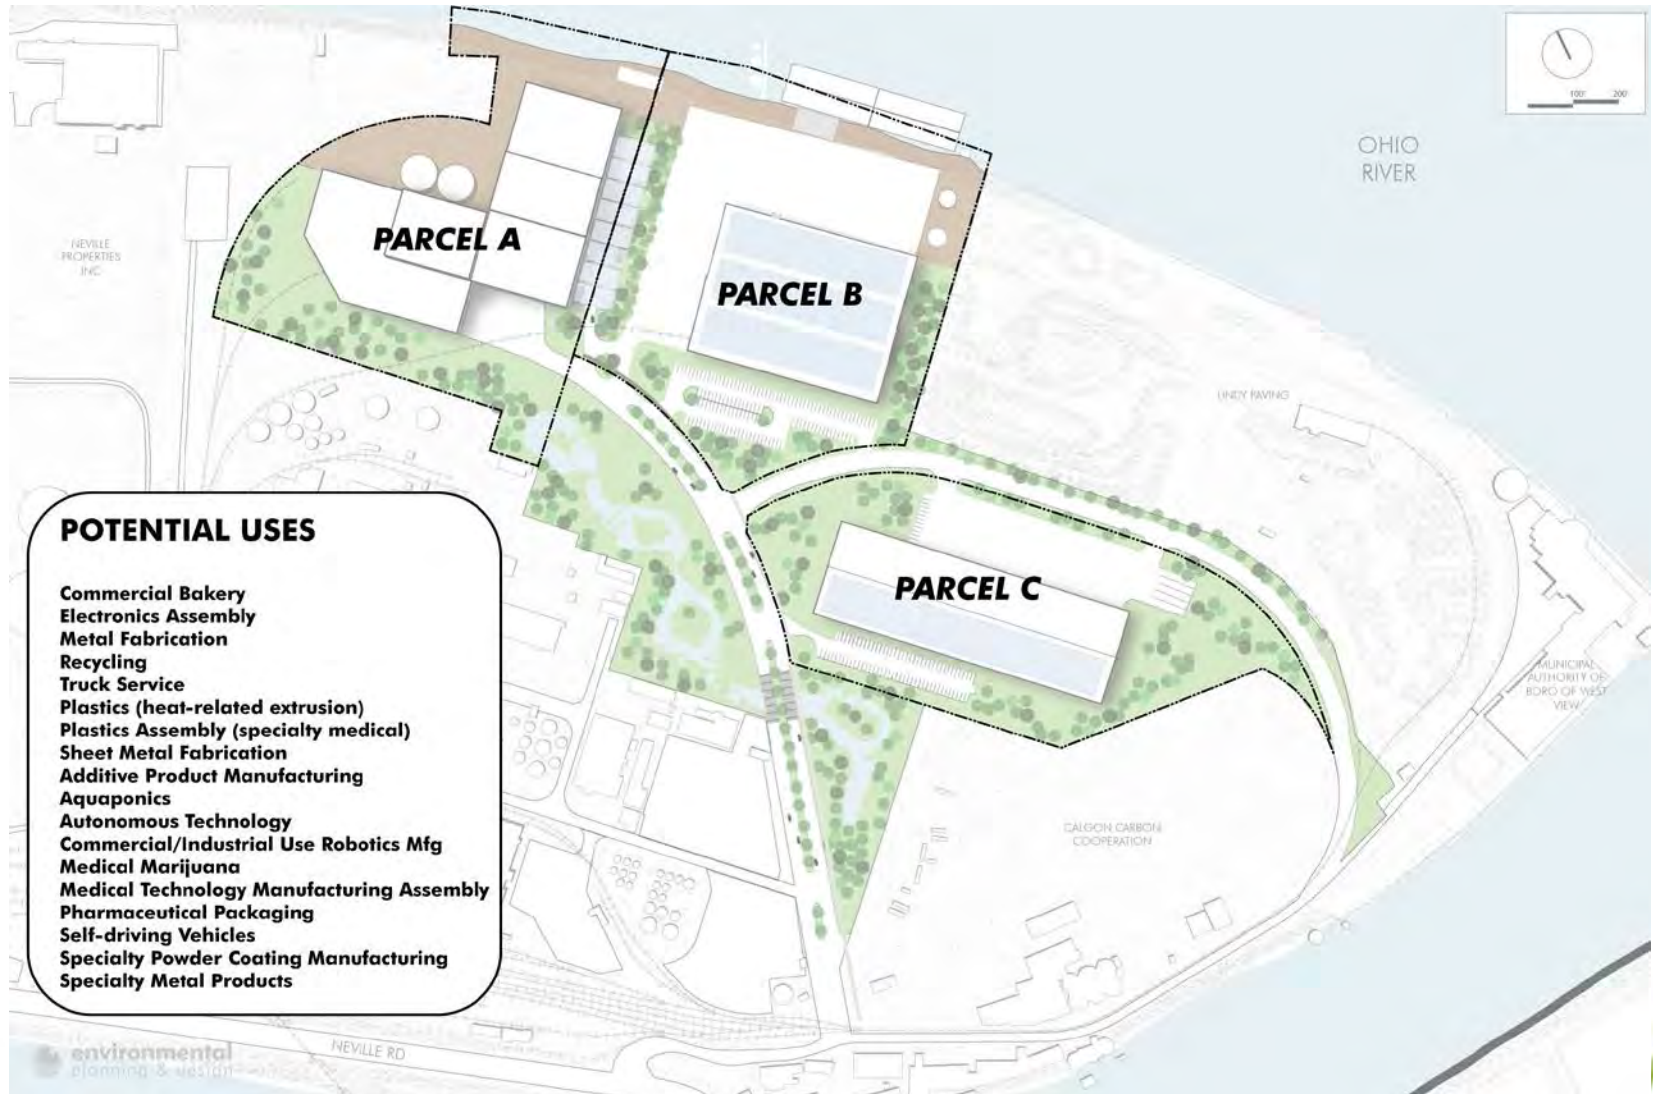 100' 200'
OHIO
RIVER
NEVILLE
PROPERTIES
INC
PARCEL A
PARCEL B
LINDY PAVING
PARCEL C
MUNICIPAL
AUTHORITY OF
BORO OF WEST
VIEW
CALGON CARBON
COOPERATION
POTENTIAL USES
Commercial Bakery
Electronics Assembly
Metal Fabrication
Recycling
Truck Service
Plastics (heat-related extrusion)
Plastics Assembly (specialty medical)
Sheet Metal Fabrication
Additive Product Manufacturing
Aquaponics
Autonomous Technology
Commercial/Industrial Use Robotics Mfg
Medical Marijuana
Medical Technology Manufacturing Assembly
Pharmaceutical Packaging
Self-driving Vehicles
Specialty Powder Coating Manufacturing
Specialty Metal Products
NEVILLE RD
environmental
planning & design